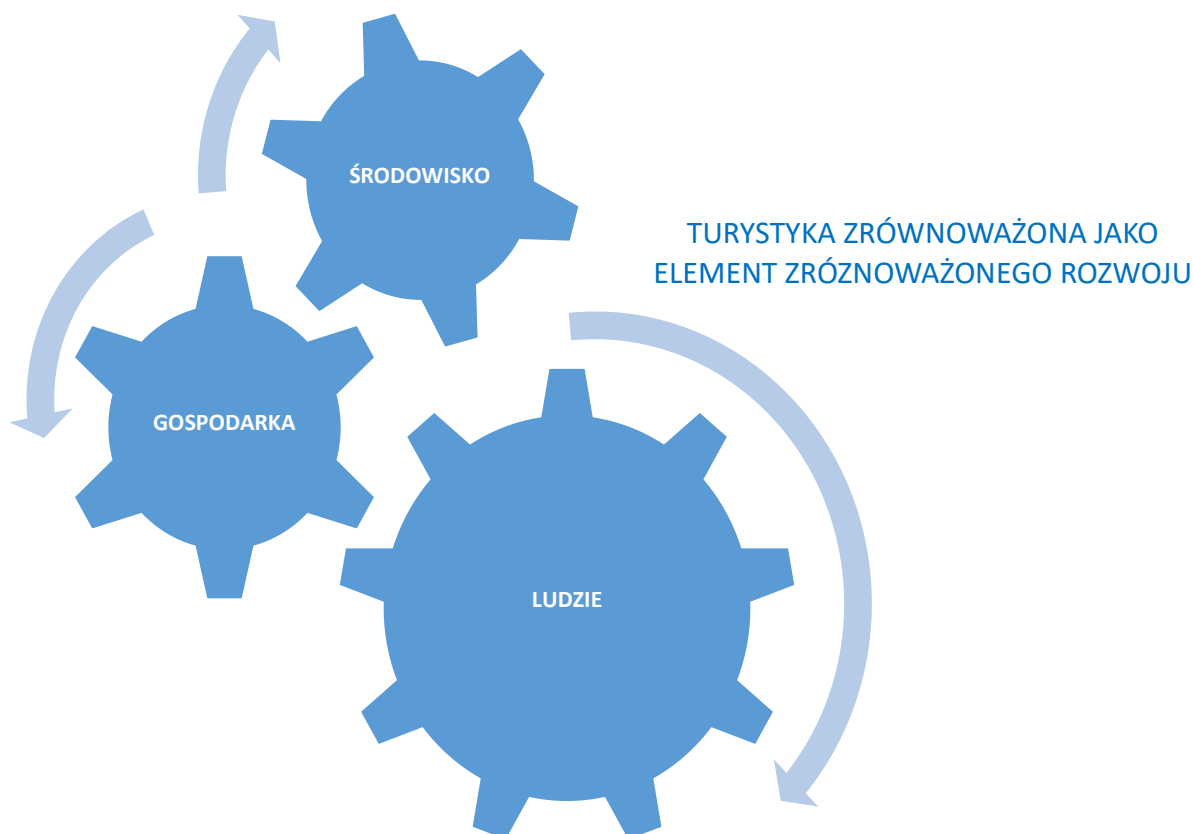 ŚRODOWISKO
TURYSTYKA ZRÓWNOWAŻONA JAKO
ELEMENT ZRÓZNOWAŻONEGO ROZWOJU
GOSPODARKA
LUDZIE